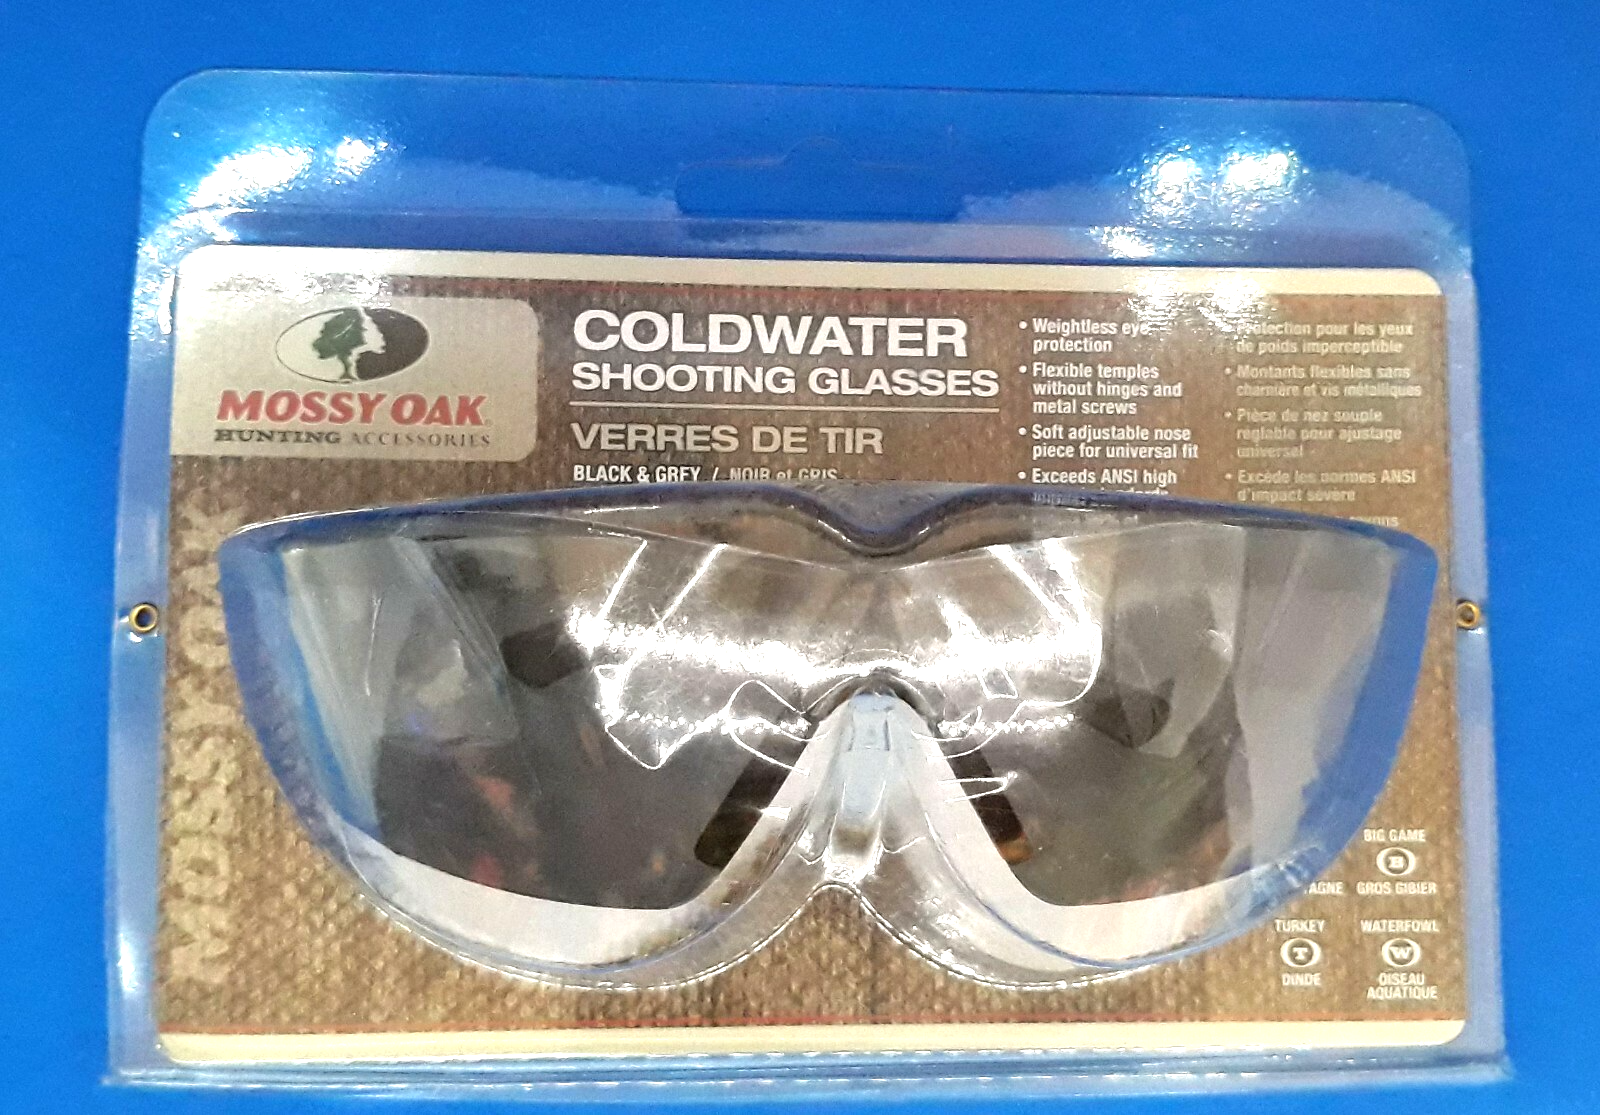 MOSSY OAK
HUNTING ACCESSORIES
COLDWATER
SHOOTING GLASSES
VERRES DE TIR
BLACK & GREY / NOIR et GRIS
• Weightless eye
protection
• Flexible temples
without hinges and
metal screws
• Soft adjustable nose
piece for universal fit
• Exceeds ANSI high
• Protection pour les yeux
de poids imperceptible
• Montants flexibles sans
charnière et vis métalliques
• Pièce de nez souple
reglable pour ajustage
universel
• Excède les normes ANSI
d'impact sévère
MOSSY OAK
BIG GAME
B
GROS GIBIER
TURKEY
T
DINDE
WATERFOWL
W
OISEAU
AQUATIQUE